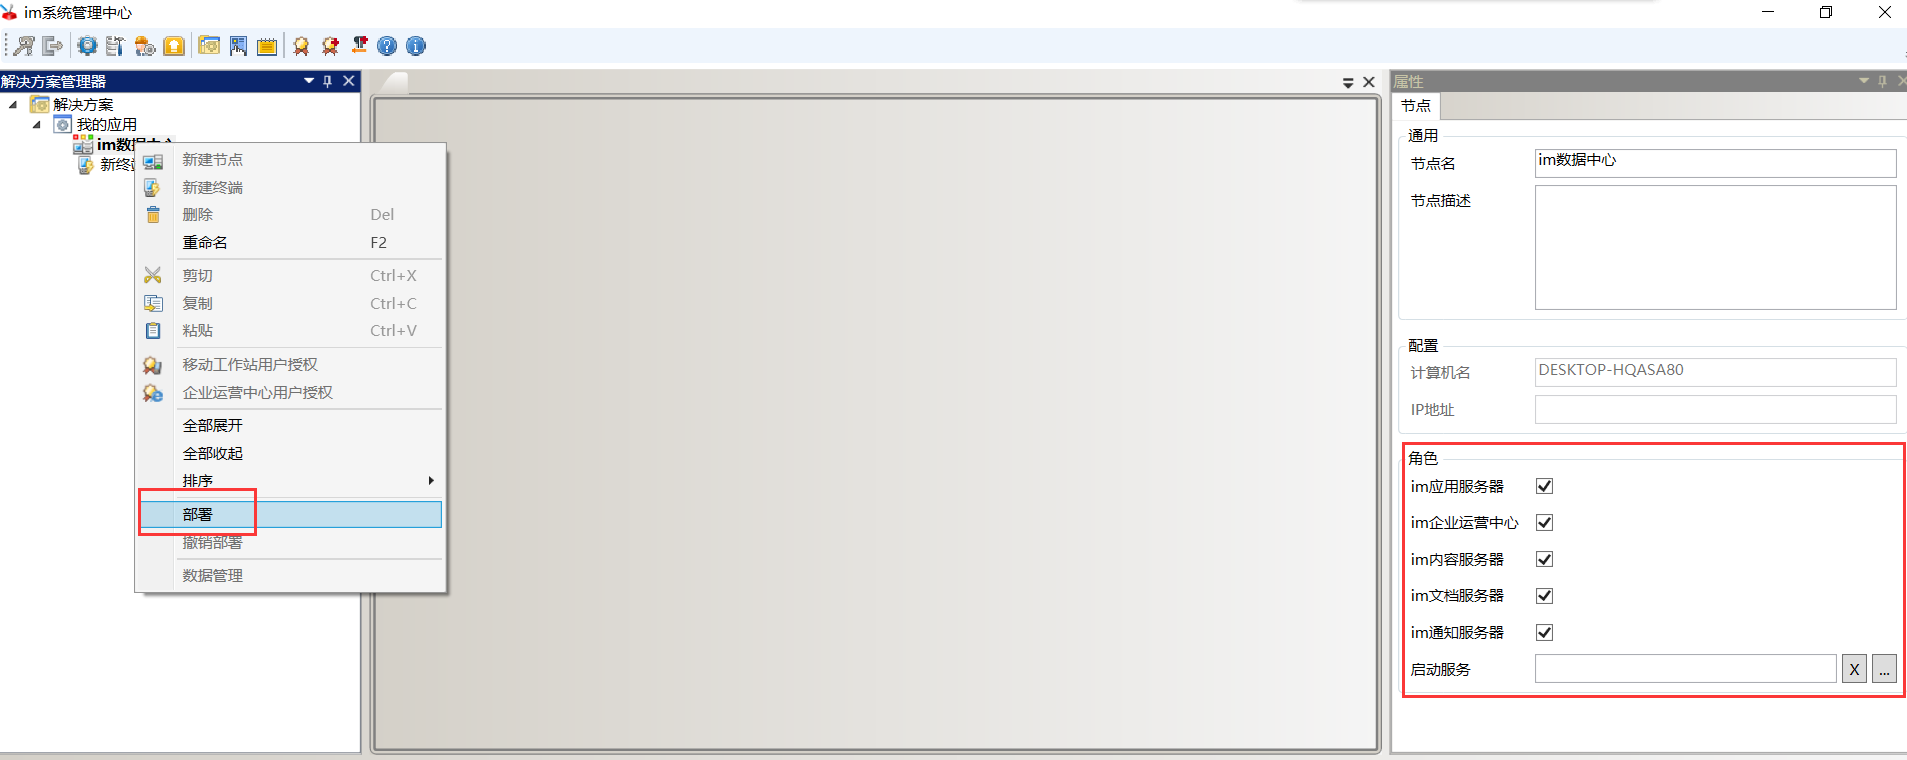 im系统管理中心
解决方案管理器
解决方案
我的应用
im数据中心
新终端
新建节点
新建终端
删除 Del
重命名 F2
剪切 Ctrl+X
复制 Ctrl+C
粘贴 Ctrl+V
移动工作站用户授权
企业运营中心用户授权
全部展开
全部收起
排序
部署
撤销部署
数据管理
属性
节点
通用
节点名 im数据中心
节点描述
配置
计算机名 DESKTOP-HQASA80
IP地址
角色
im应用服务器
im企业运营中心
im内容服务器
im文档服务器
im通知服务器
启动服务 X ...